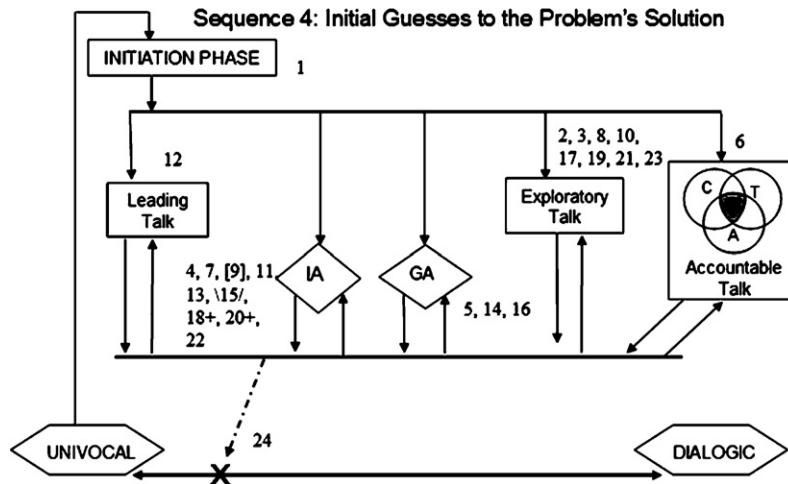 Sequence 4: Initial Guesses to the Problem's Solution
INITIATION PHASE
1
12
2, 3, 8, 10,
17, 19, 21, 23
6
Leading
Talk
4, 7, [9], 11
13, \15/,
18+, 20+,
22
IA
GA
5, 14, 16
Exploratory
Talk
C
T
A
Accountable
Talk
24
UNIVOCAL
X
DIALOGIC